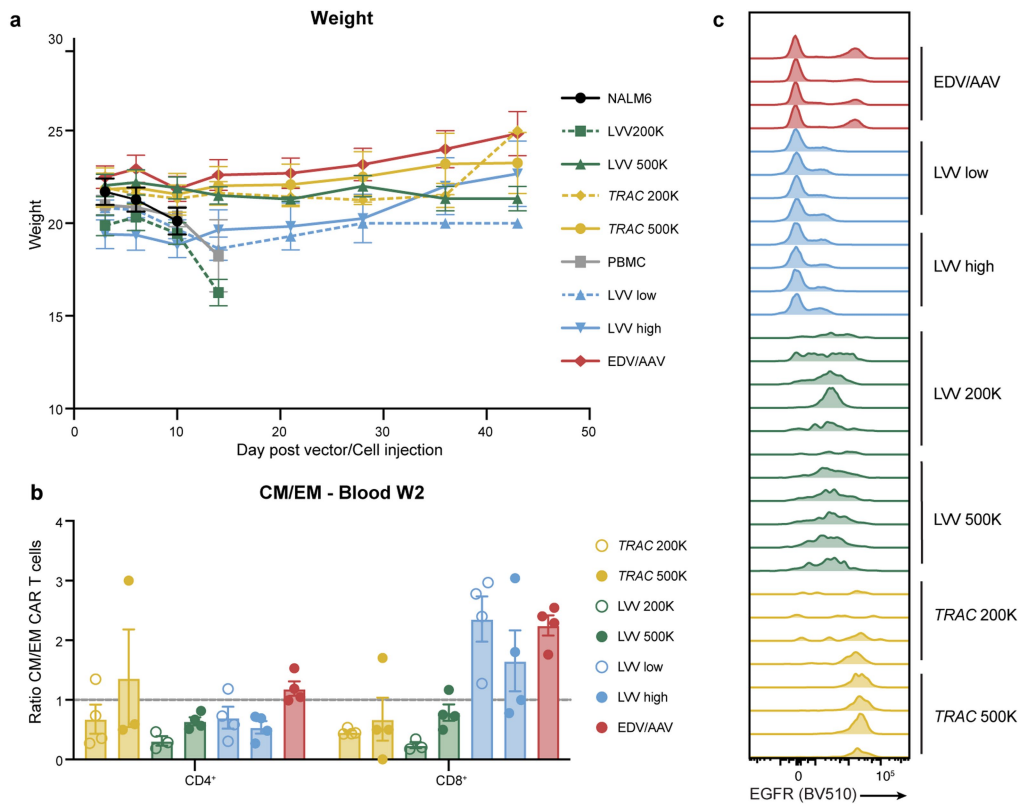 a
Weight
30
25
20
15
10
Weight
0
10
20
30
40
50
Day post vector/Cell injection
NALM6
LVV200K
LVV 500K
TRAC 200K
TRAC 500K
PBMC
LVV low
LVV high
EDV/AAV
b
CM/EM - Blood W2
4
3
2
1
0
Ratio CM/EM CAR T cells
CD4⁺
CD8⁺
TRAC 200K
TRAC 500K
LVV 200K
LVV 500K
LVV low
LVV high
EDV/AAV
c
EDV/AAV
LVV low
LVV high
LVV 200K
LVV 500K
TRAC 200K
TRAC 500K
0
10⁵
EGFR (BV510)